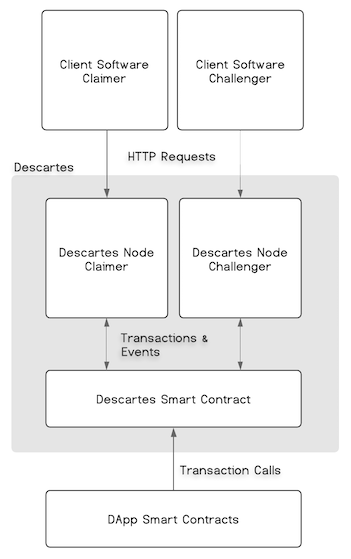 Client Software
Claimer
Client Software
Challenger
HTTP Requests
Descartes
Descartes Node
Claimer
Descartes Node
Challenger
Transactions &
Events
Descartes Smart Contract
Transaction Calls
DApp Smart Contracts